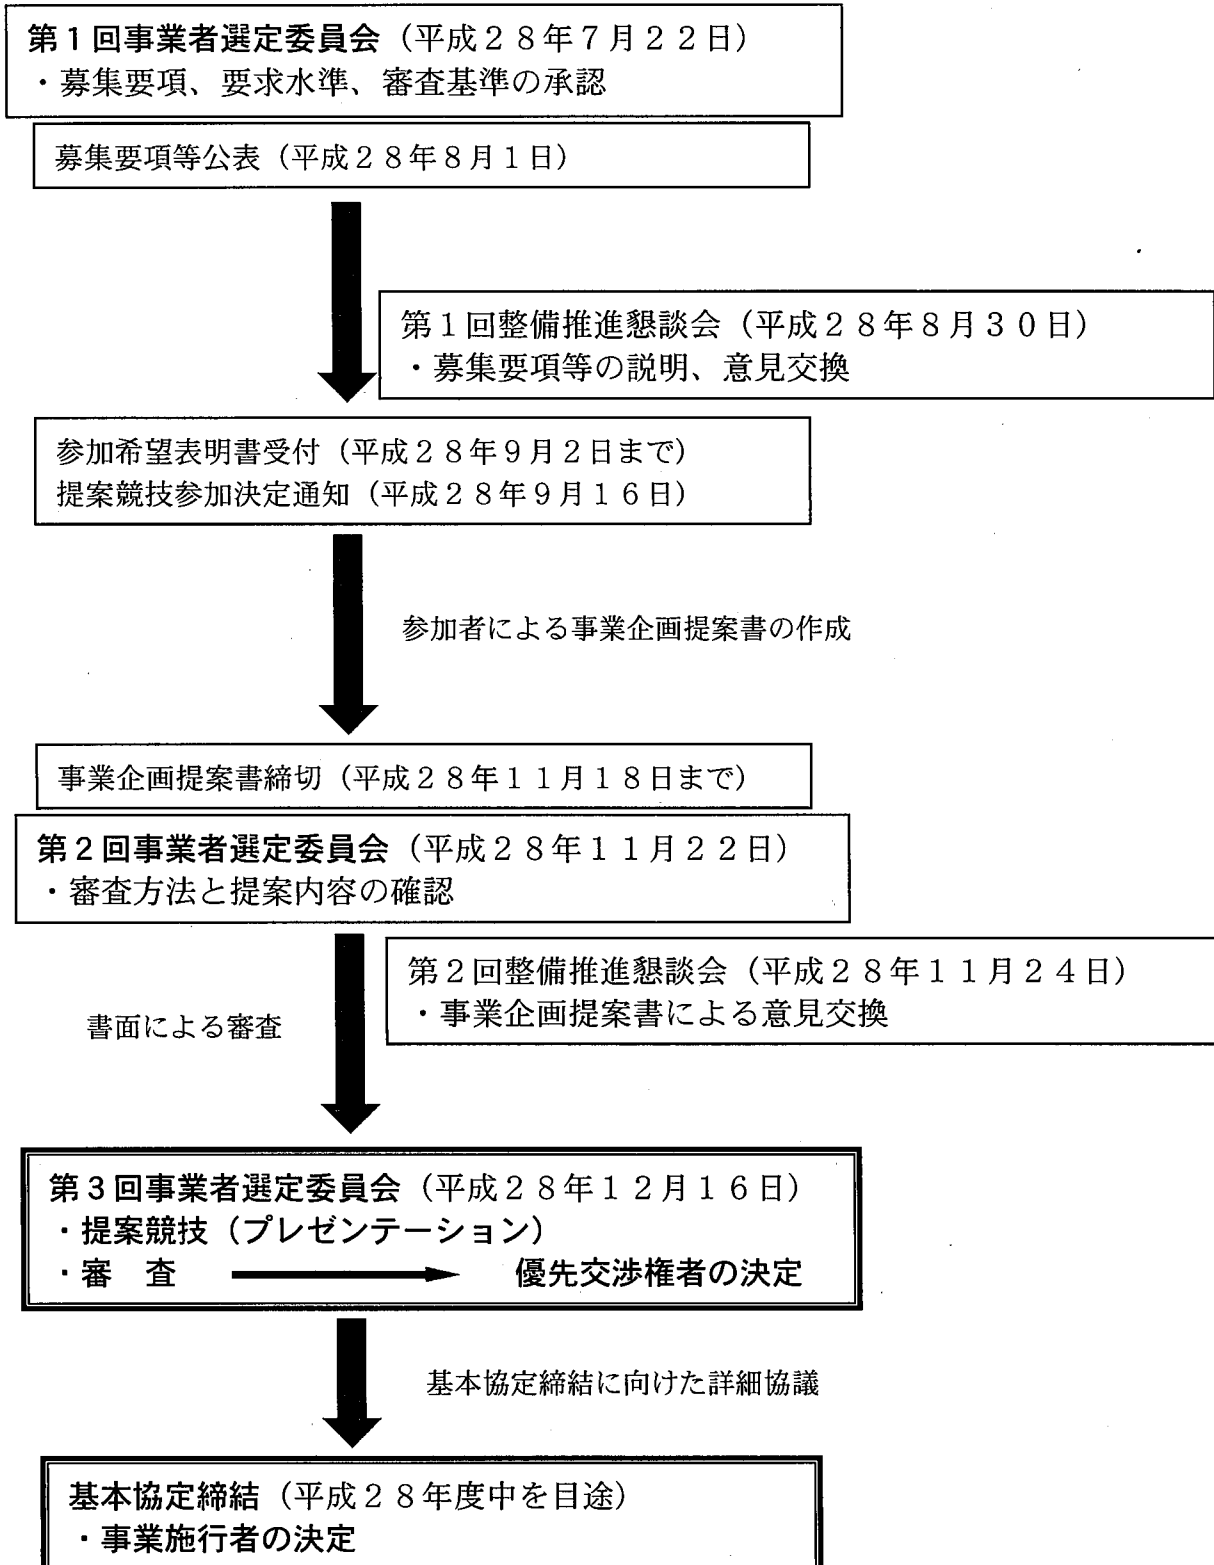 第1回事業者選定委員会（平成２８年７月２２日）
・募集要項、要求水準、審査基準の承認
募集要項等公表（平成２８年８月１日）
第１回整備推進懇談会（平成２８年８月３０日）
・募集要項等の説明、意見交換
参加希望表明書受付（平成２８年９月２日まで）
提案競技参加決定通知（平成２８年９月１６日）
参加者による事業企画提案書の作成
事業企画提案書締切（平成２８年１１月１８日まで）
第2回事業者選定委員会（平成２８年１１月２２日）
・審査方法と提案内容の確認
第２回整備推進懇談会（平成２８年１１月２４日）
・事業企画提案書による意見交換
書面による審査
第3回事業者選定委員会（平成２８年１２月１６日）
・提案競技（プレゼンテーション）
・審　査　優先交渉権者の決定
基本協定締結に向けた詳細協議
基本協定締結（平成２８年度中を目途）
・事業施行者の決定